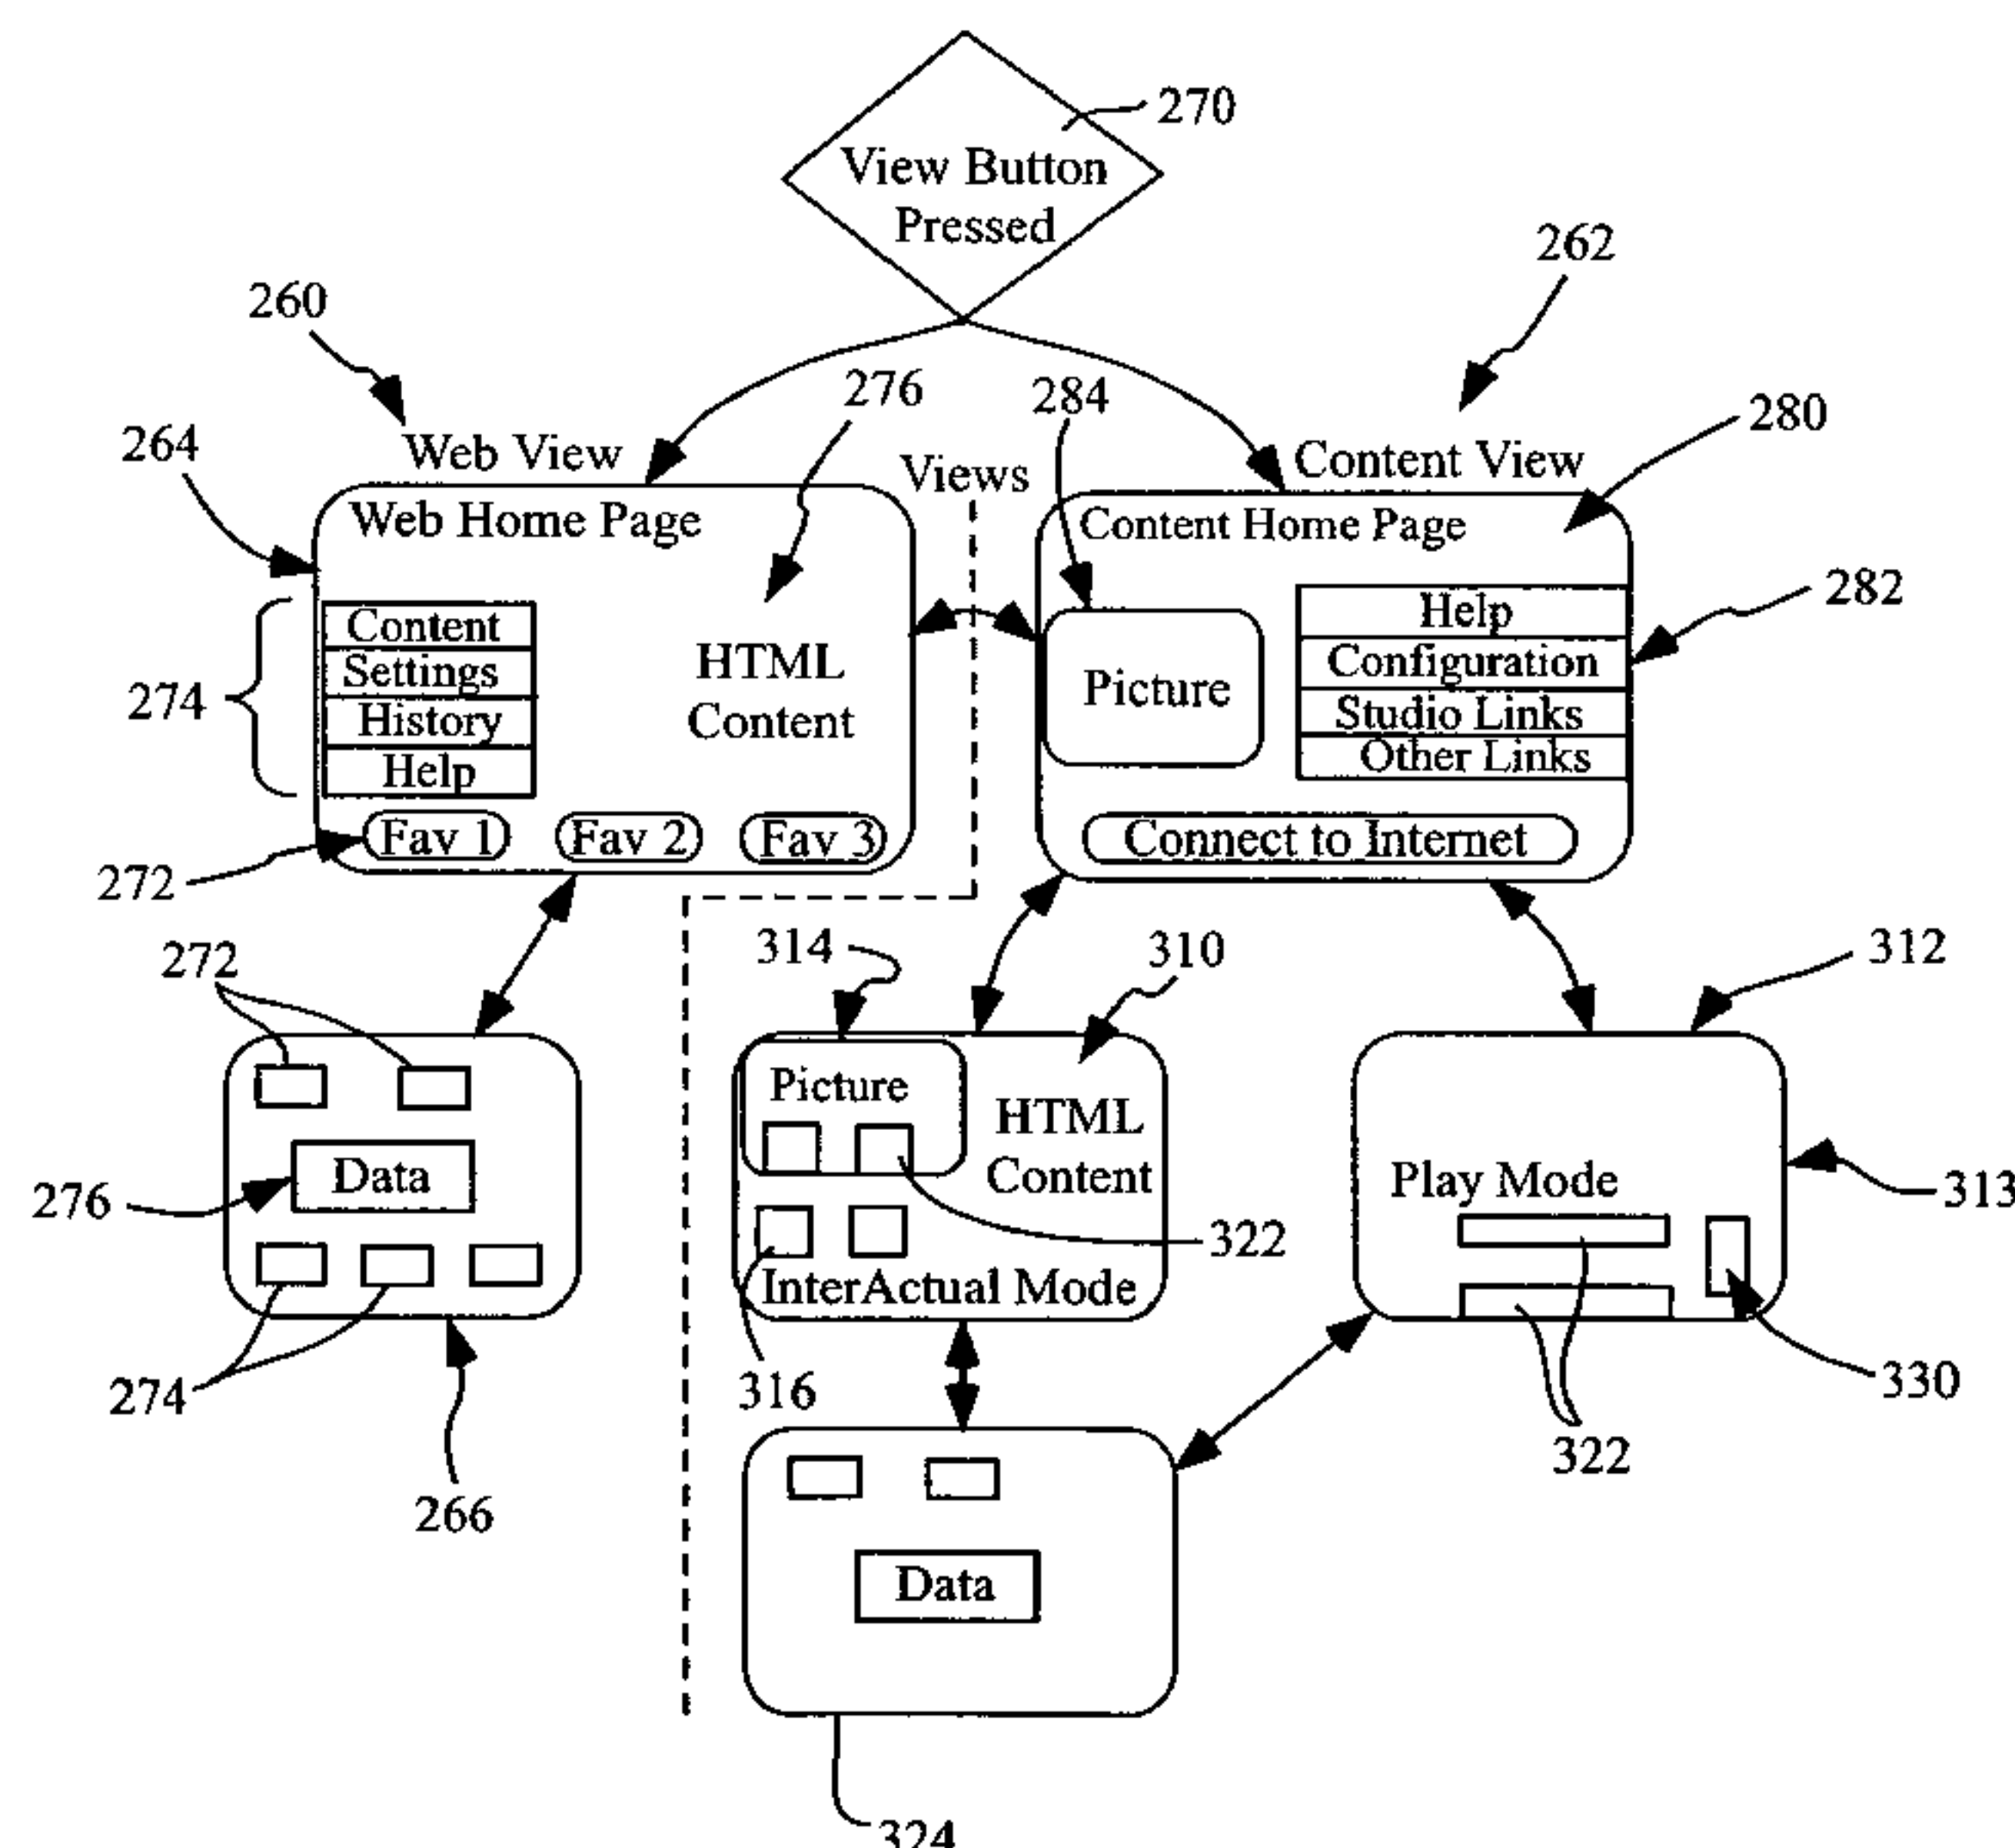 270
View Button
Pressed
262
260
276
284
280
264
Web View
Views
Content View
Web Home Page
Content Home Page
282
274
Content
Settings
History
Help
HTML
Content
Picture
Help
Configuration
Studio Links
Other Links
Fav 1
Fav 2
Fav 3
Connect to Internet
272
272
314
310
312
Picture
HTML
Content
Data
276
Play Mode
313
322
InterActual Mode
274
316
330
322
266
Data
324